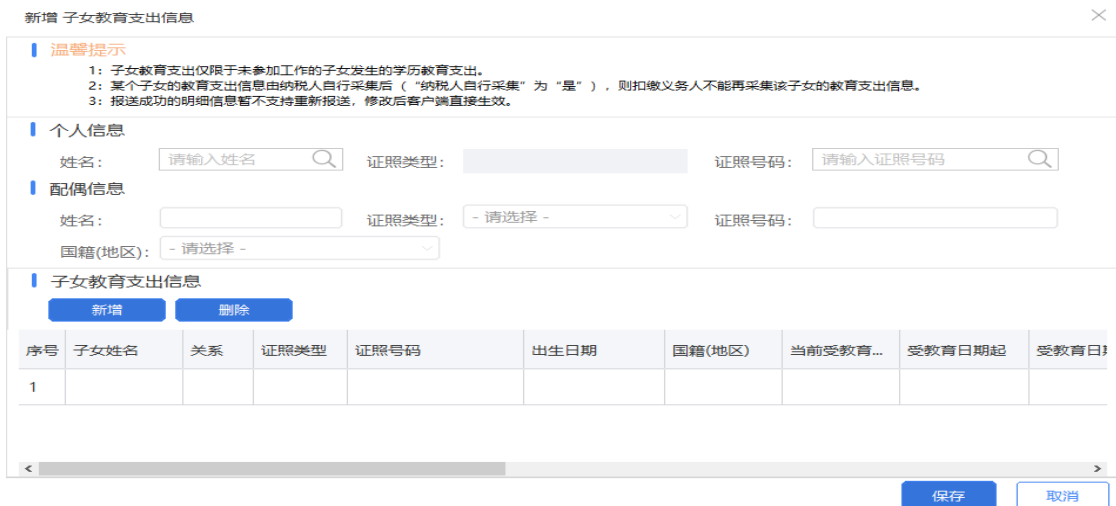 新增 子女教育支出信息
温馨提示
1: 子女教育支出仅限于未参加工作的子女发生的学历教育支出。
2: 某个子女的教育支出信息由纳税人自行采集后（“纳税人自行采集”为“是”），则扣缴义务人不能再采集该子女的教育支出信息。
3: 报送成功的明细信息暂不支持重新报送，修改后客户端直接生效。
个人信息
姓名: 请输入姓名 证照类型: 证照号码: 请输入证照号码
配偶信息
姓名: 证照类型: - 请选择 - 证照号码:
国籍(地区): - 请选择 -
子女教育支出信息
新增 删除
序号 子女姓名 关系 证照类型 证照号码 出生日期 国籍(地区) 当前受教育... 受教育日期起 受教育日
1
保存 取消